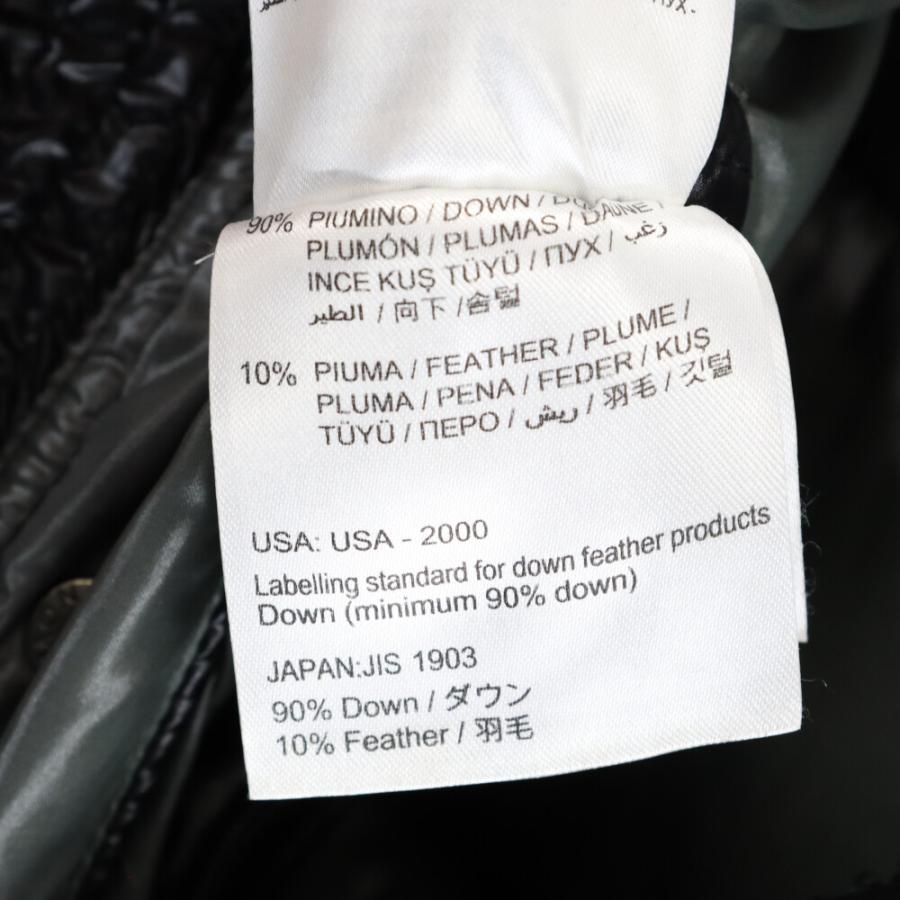 ПУХ.
90% PIUMINO / DOWN / DAUNE
PLUMÓN / PLUMAS / DAUNE
INCE KUŞ TÜYÜ / ПУХ / زغب
الطير / 向下 / 솜털
10% PIUMA / FEATHER / PLUME /
PLUMA / PENA / FEDER / KUŞ
TÜYÜ / ПЕРО / ريش / 羽毛 / 깃털
USA: USA - 2000
Labelling standard for down feather products
Down (minimum 90% down)
JAPAN:JIS 1903
90% Down / ダウン
10% Feather / 羽毛